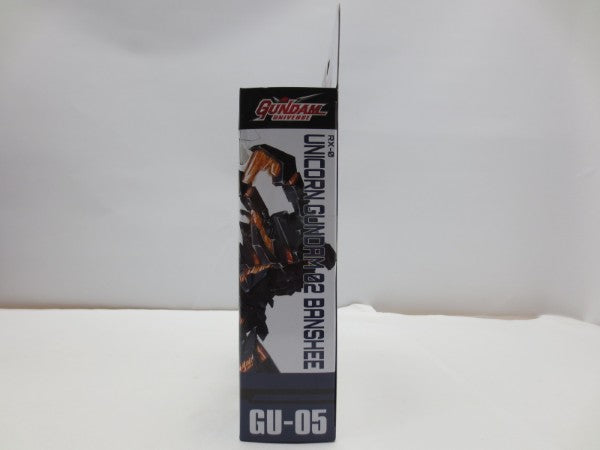 GUNDAM
UNIVERSE
RX-0
UNICORN GUNDAM 02 BANSHEE
GU-05